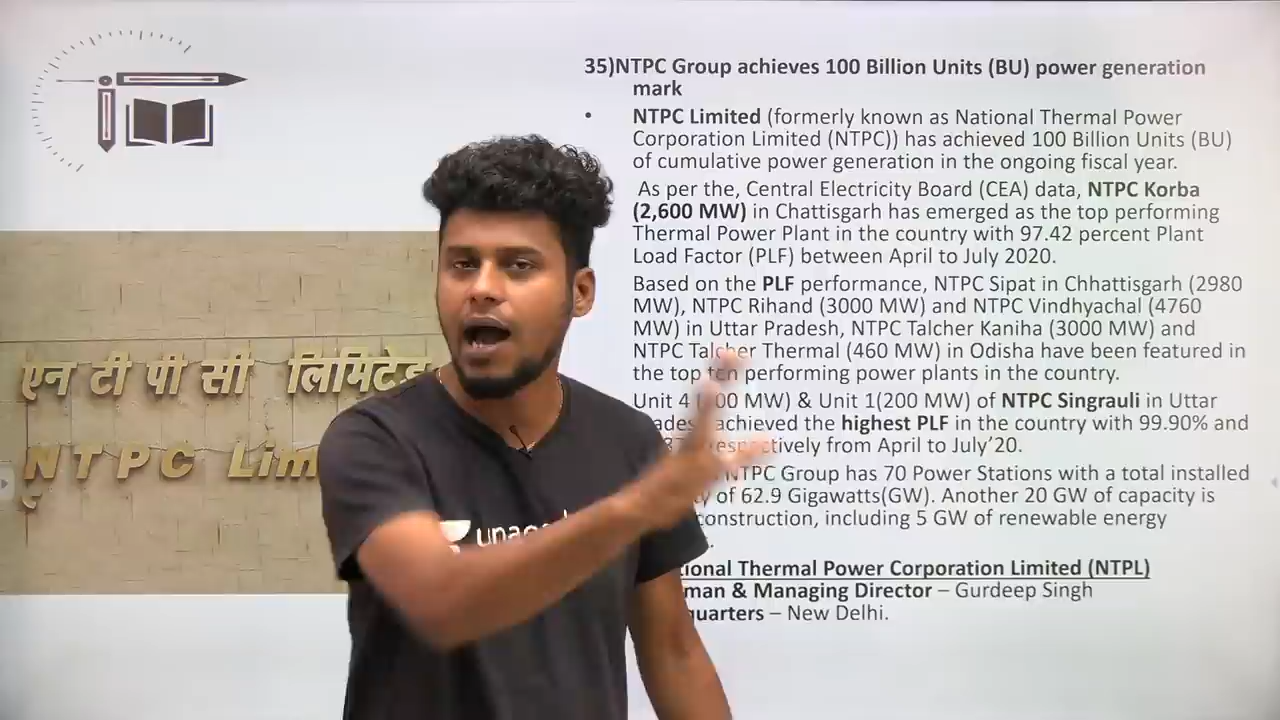 35)NTPC Group achieves 100 Billion Units (BU) power generation
mark
• NTPC Limited (formerly known as National Thermal Power
Corporation Limited (NTPC)) has achieved 100 Billion Units (BU)
of cumulative power generation in the ongoing fiscal year.
As per the, Central Electricity Board (CEA) data, NTPC Korba
(2,600 MW) in Chattisgarh has emerged as the top performing
Thermal Power Plant in the country with 97.42 percent Plant
Load Factor (PLF) between April to July 2020.
Based on the PLF performance, NTPC Sipat in Chhattisgarh (2980
MW), NTPC Rihand (3000 MW) and NTPC Vindhyachal (4760
MW) in Uttar Pradesh, NTPC Talcher Kaniha (3000 MW) and
NTPC Talcher Thermal (460 MW) in Odisha have been featured in
the top ten performing power plants in the country.
Unit 4 MW) & Unit 1(200 MW) of NTPC Singrauli in Uttar
achieved the highest PLF in the country with 99.90% and
respectively from April to July'20.
NTPC Group has 70 Power Stations with a total installed
of 62.9 Gigawatts(GW). Another 20 GW of capacity is
construction, including 5 GW of renewable energy
Thermal Power Corporation Limited (NTPL)
& Managing Director – Gurdeep Singh
– New Delhi.
एन टी पी सी लिमिटेड
NTPC Lim